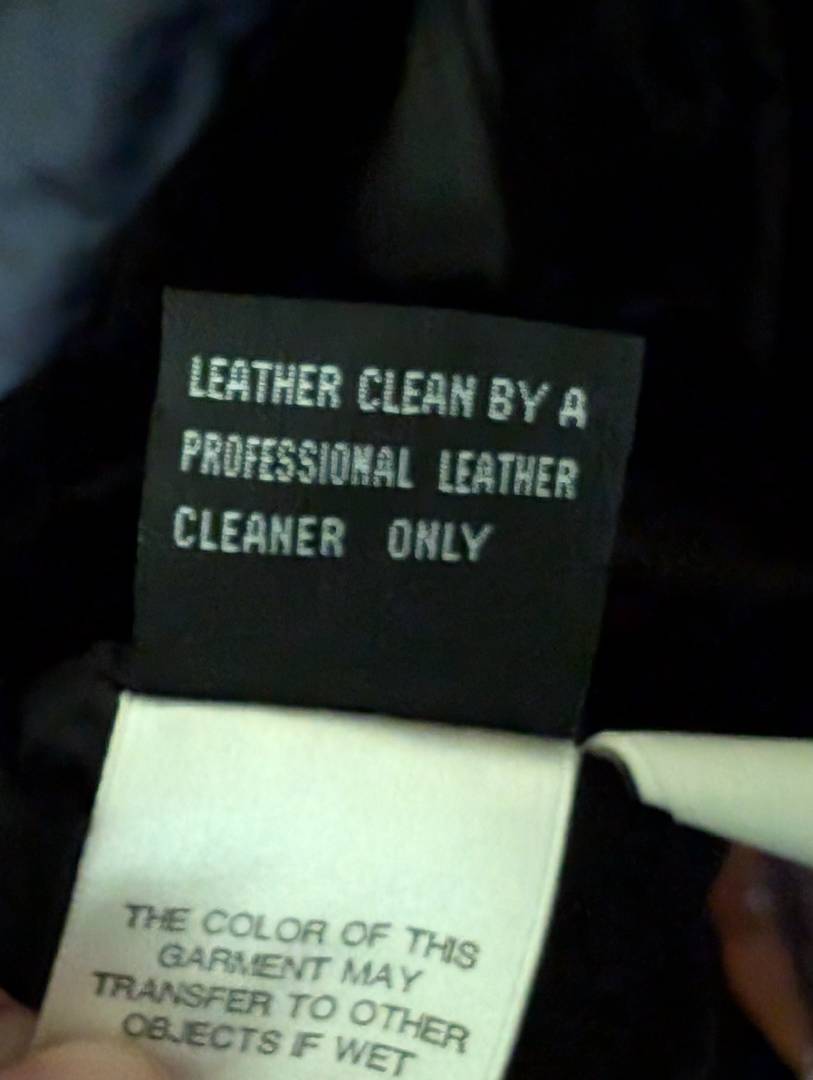 LEATHER CLEAN BY A
PROFESSIONAL LEATHER
CLEANER ONLY
THE COLOR OF THIS
GARMENT MAY
TRANSFER TO OTHER
OBJECTS IF WET